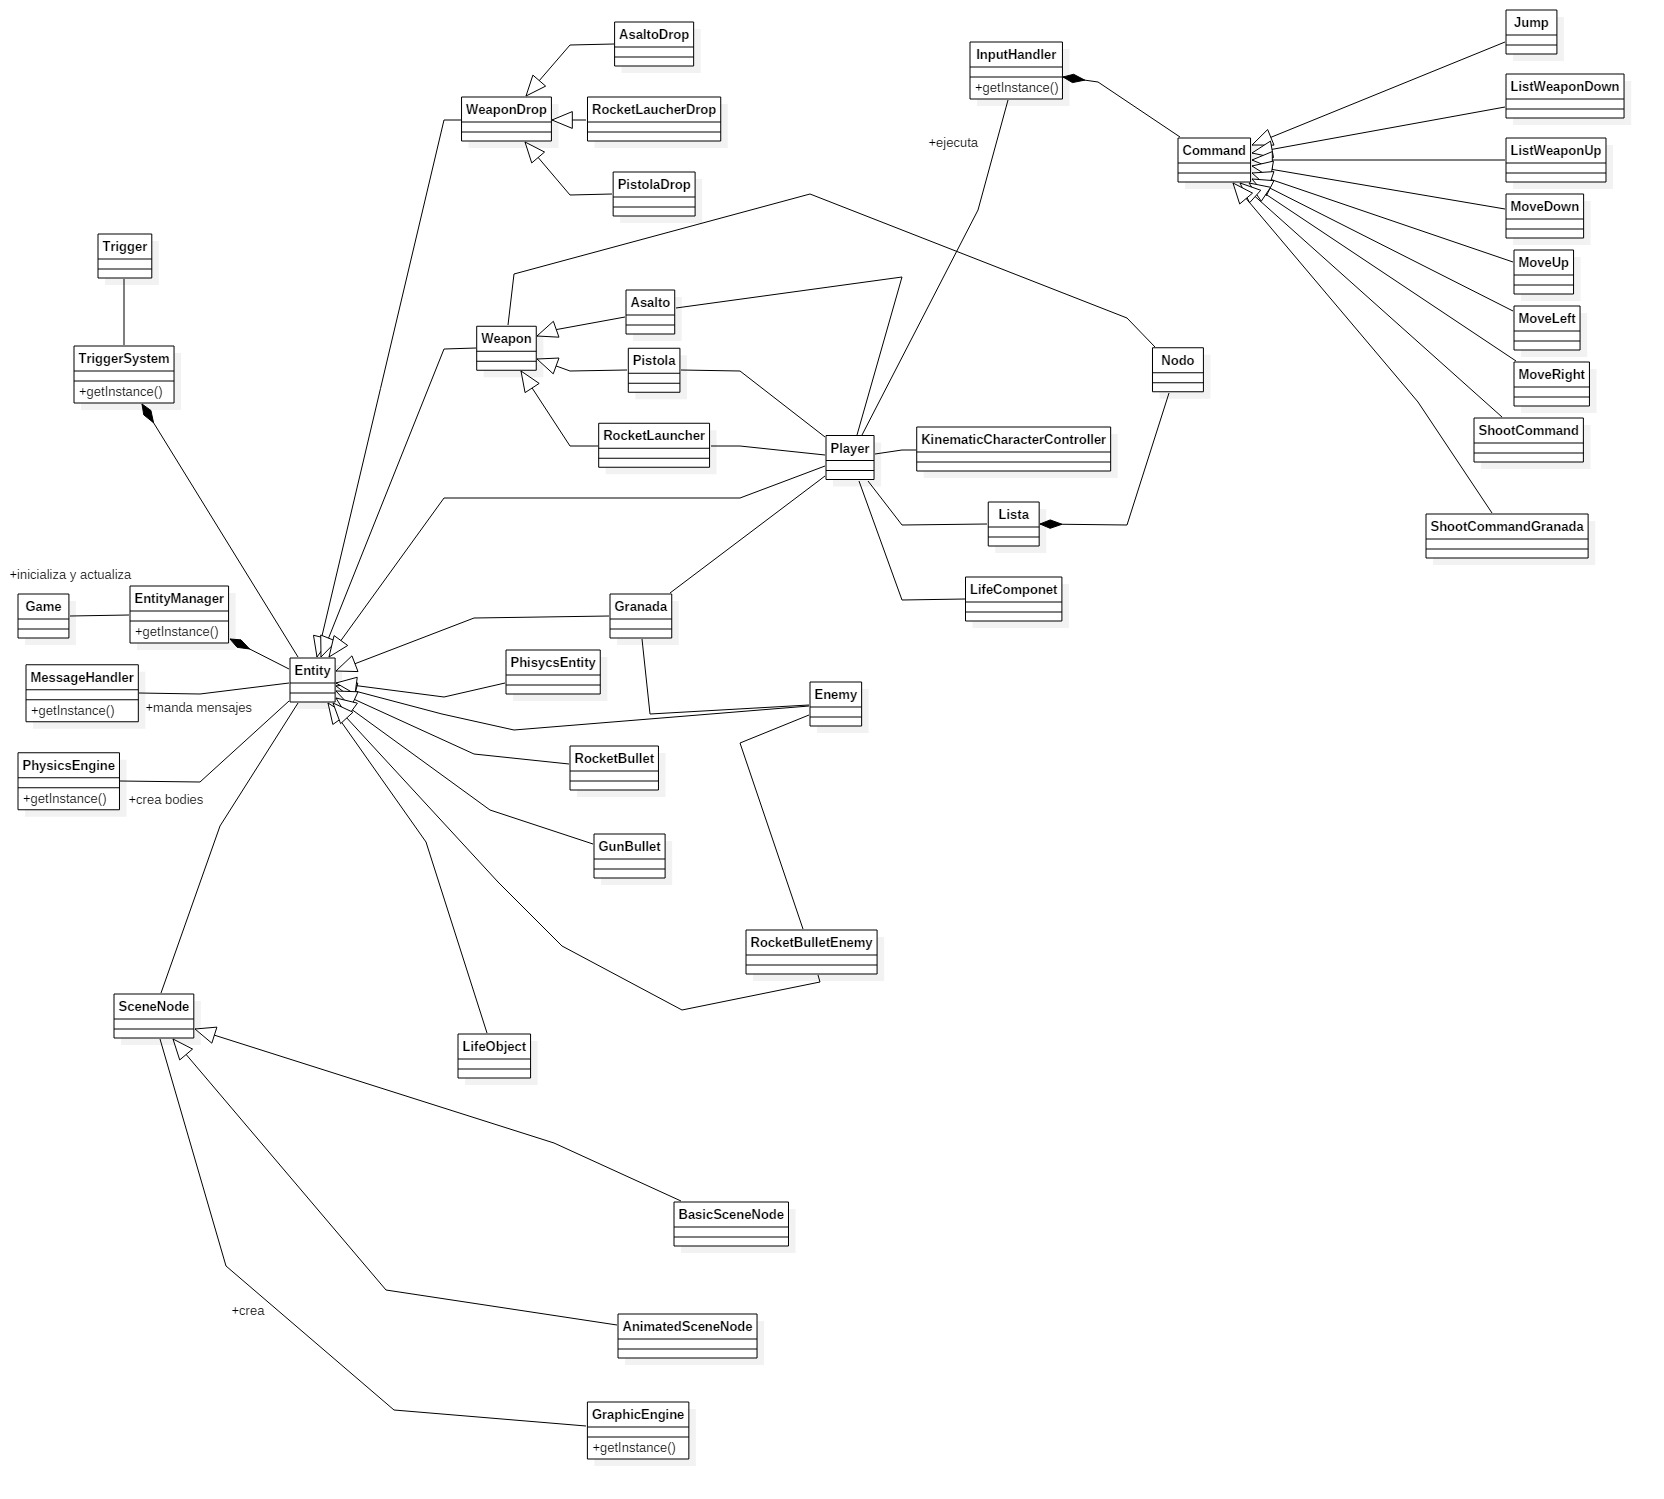 AsaltoDrop
WeaponDrop
RocketLaucherDrop
PistolaDrop
InputHandler
+getInstance()
+ejecuta
Command
Jump
ListWeaponDown
ListWeaponUp
MoveDown
MoveUp
MoveLeft
MoveRight
ShootCommand
ShootCommandGranada
Trigger
TriggerSystem
+getInstance()
Weapon
Asalto
Pistola
RocketLauncher
Player
KinematicCharacterController
Nodo
Lista
LifeComponet
+inicializa y actualiza
Game
EntityManager
+getInstance()
MessageHandler
+getInstance()
+manda mensajes
PhysicsEngine
+getInstance()
+crea bodies
Entity
Granada
PhisycsEntity
Enemy
RocketBullet
GunBullet
RocketBulletEnemy
SceneNode
LifeObject
BasicSceneNode
AnimatedSceneNode
+crea
GraphicEngine
+getInstance()